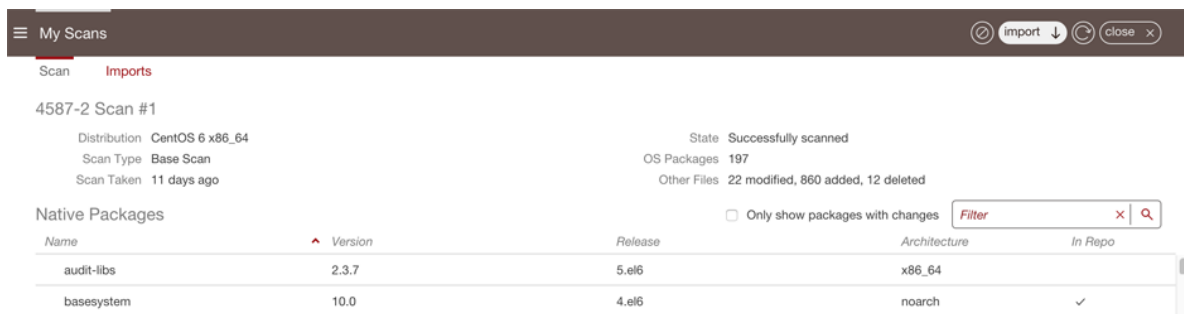 My Scans import close
Scan Imports
4587-2 Scan #1
Distribution CentOS 6 x86_64 State Successfully scanned
Scan Type Base Scan OS Packages 197
Scan Taken 11 days ago Other Files 22 modified, 860 added, 12 deleted
Native Packages Only show packages with changes Filter
Name Version Release Architecture In Repo
audit-libs 2.3.7 5.el6 x86_64
basesystem 10.0 4.el6 noarch